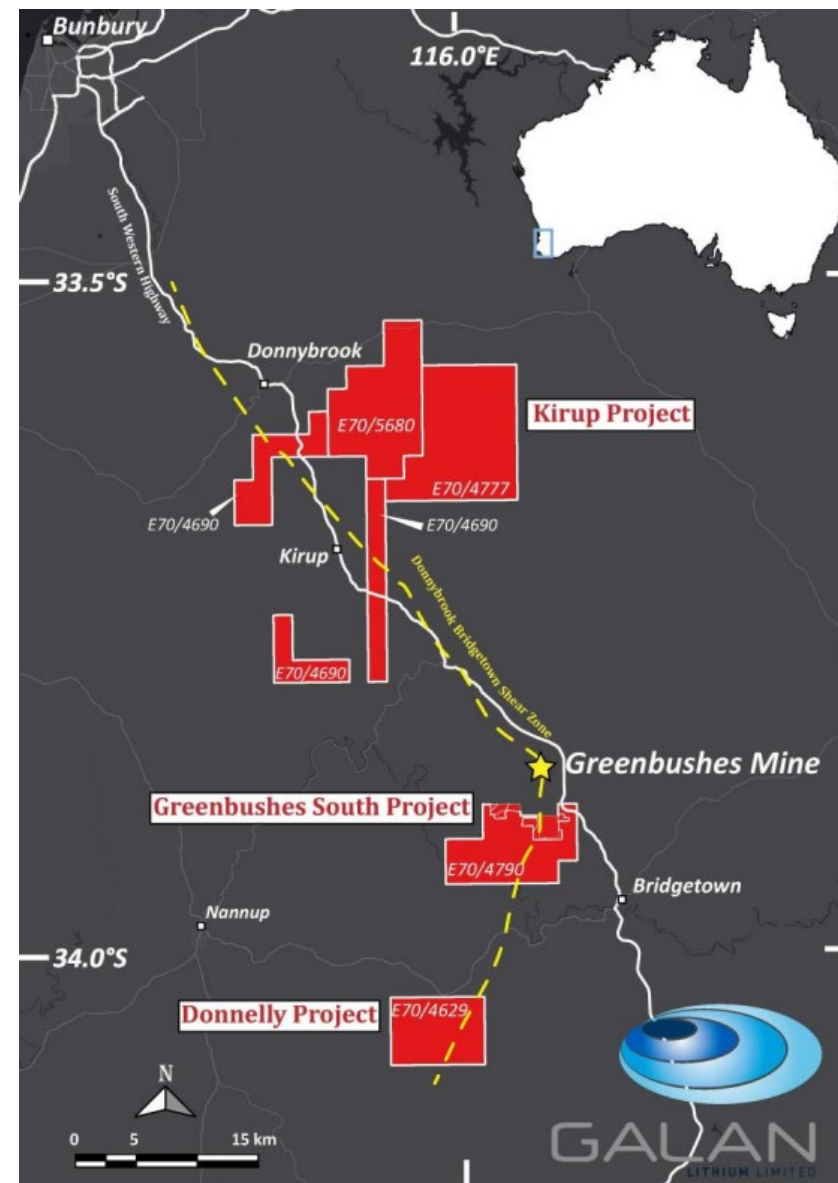 Bunbury
116.0°E
South Western Highway
33.5°S
Donnybrook
Kirup Project
E70/5680
E70/4777
E70/4690
E70/4690
Kirup
Donnybrook Bridgetown Shear Zone
E70/4690
Greenbushes Mine
Greenbushes South Project
E70/4790
Bridgetown
Nannup
34.0°S
Donnelly Project
E70/4629
N
0 5 15 km
GALAN
LITHIUM LIMITED